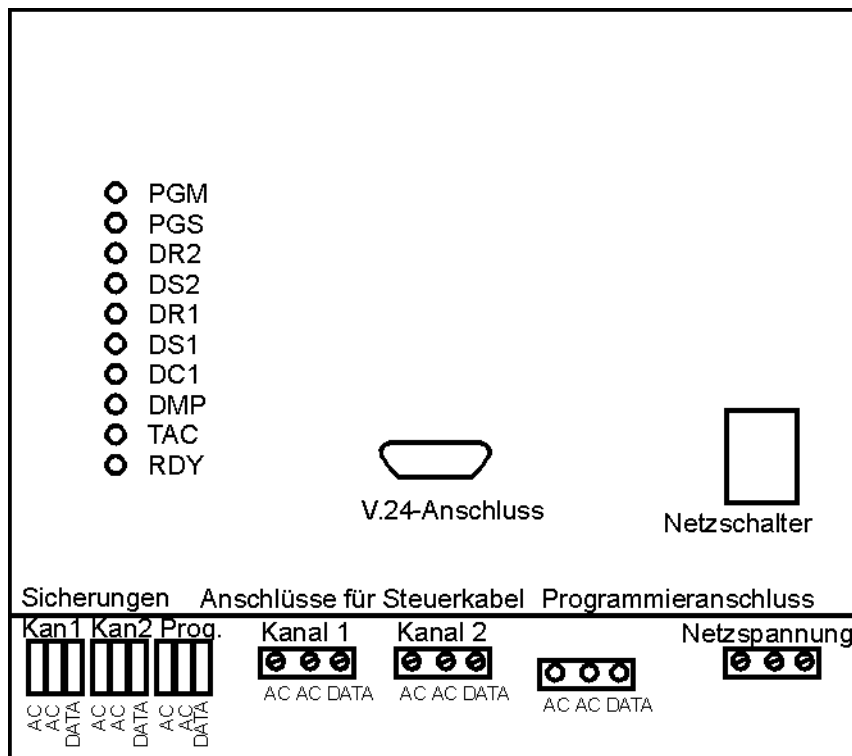 PGM
PGS
DR2
DS2
DR1
DS1
DC1
DMP
TAC
RDY
V.24-Anschluss
Netzschalter
Sicherungen Anschlüsse für Steuerkabel Programmieranschluss
Kan1 Kan2 Prog. Kanal 1 Kanal 2 Netzspannung
AC AC DATA AC AC DATA AC AC DATA
AC AC DATA AC AC DATA AC AC DATA